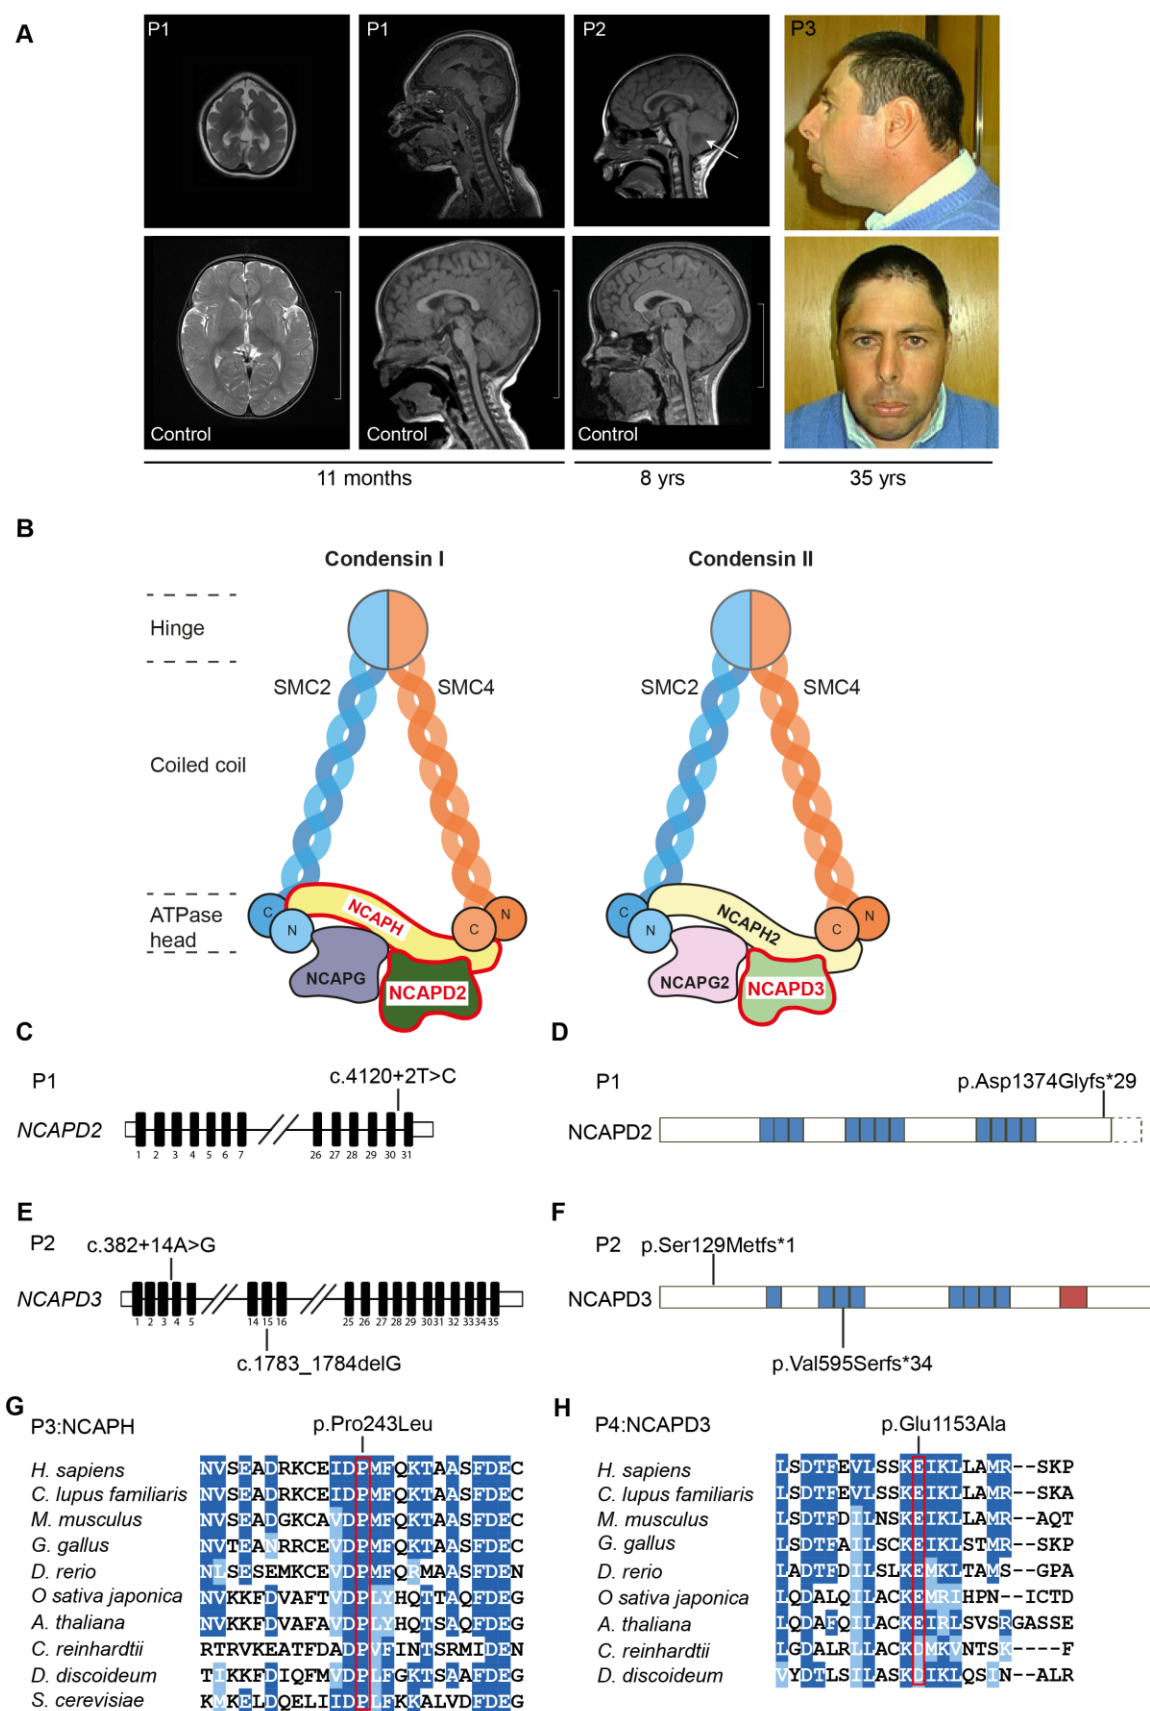 A
P1
P1
P2
P3
Control
Control
Control
11 months
8 yrs
35 yrs
B
Condensin I
Condensin II
Hinge
SMC2
SMC4
SMC2
SMC4
Coiled coil
ATPase
head
C
N
C
N
NCAPH
NCAPG
NCAPD2
C
N
C
N
NCAPH2
NCAPG2
NCAPD3
C
P1
c.4120+2T>C
NCAPD2
1 2 3 4 5 6 7 26 27 28 29 30 31
D
P1
p.Asp1374Glyfs*29
NCAPD2
E
P2
c.382+14A>G
NCAPD3
1 2 3 4 5 14 15 16 25 26 27 28 29 30 31 32 33 34 35
c.1783_1784delG
F
P2
p.Ser129Metfs*1
NCAPD3
p.Val595Serfs*34
G
P3:NCAPH
p.Pro243Leu
H. sapiens NVSEADRKCEIDPMFQKTAASFDEC
C. lupus familiaris NVSEADRKCEIDPMFQKTAASFDEC
M. musculus NVSEADGKCAVDPMFQKTAASFDEC
G. gallus NVTEANRRCEVDPMFQKTAASFDEC
D. rerio NLSESEMKCEVDPMFQRMAASFDEN
O sativa japonica NVKKFDVAFTVDPLYHQTTAQFDEG
A. thaliana NVKKFDVAFAVDPLYHQTSAQFDEG
C. reinhardtii RTRVKEATFDADPVFINTSRMIDEN
D. discoideum TIKKFDIQFMVDPLFGKTSAAFDEG
S. cerevisiae KMKELDQELIIDPLFKKALVDFDEG
H
P4:NCAPD3
p.Glu1153Ala
H. sapiens LSDTFEVLSSKEIKLLAMR--SKP
C. lupus familiaris LSDTFEVLSSKEIKLLAMR--SKA
M. musculus LSDTFDILNSKEIKLLAMR--AQT
G. gallus LSDTFAILSCKEIKLSTMR--SKP
D. rerio LADTFDILSLKEMKLTAMS--GPA
O sativa japonica LQDALQILACKEMRIHPN--ICTD
A. thaliana LQDAFQILACKEIRLSVSRGASSE
C. reinhardtii LGDALRLLACKDMKVNTSK----F
D. discoideum VYDTLSILASKDIKLQSIN--ALR